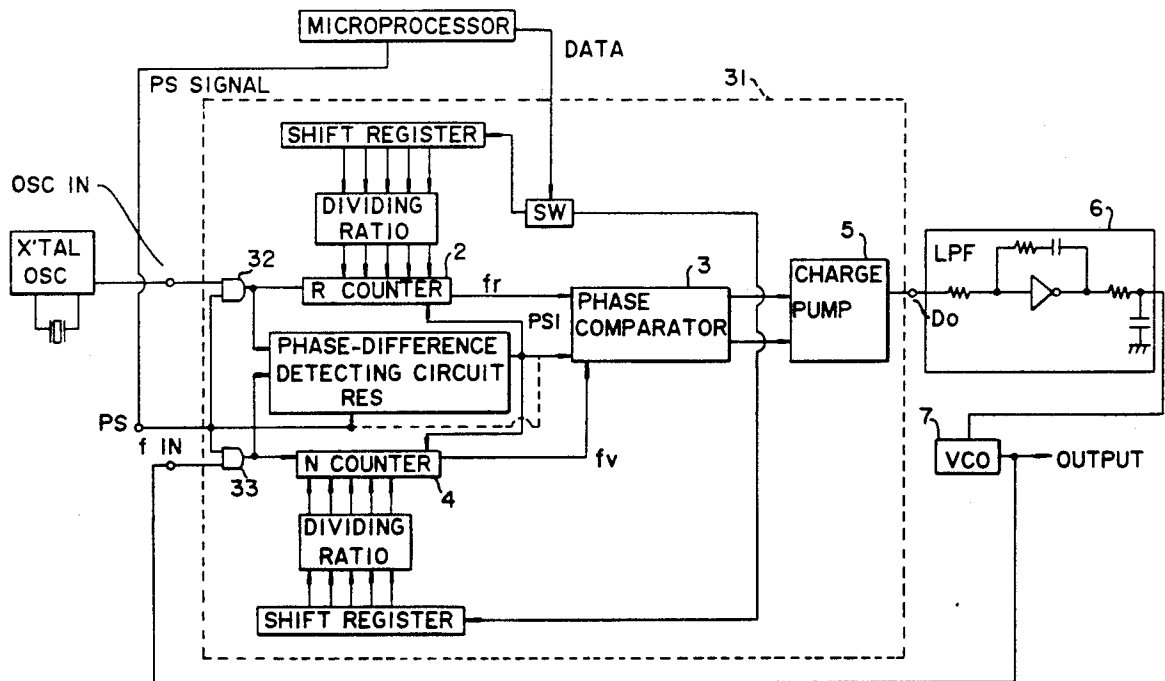 MICROPROCESSOR
DATA
PS SIGNAL
31
SHIFT REGISTER
OSC IN
DIVIDING
RATIO
SW
6
X'TAL
OSC
32
2
3
5
LPF
R COUNTER
fr
PHASE
COMPARATOR
CHARGE
PUMP
Do
PSI
PHASE-DIFFERENCE
DETECTING CIRCUIT
RES
PS
f IN
7
N COUNTER
fv
VCO
OUTPUT
33
4
DIVIDING
RATIO
SHIFT REGISTER